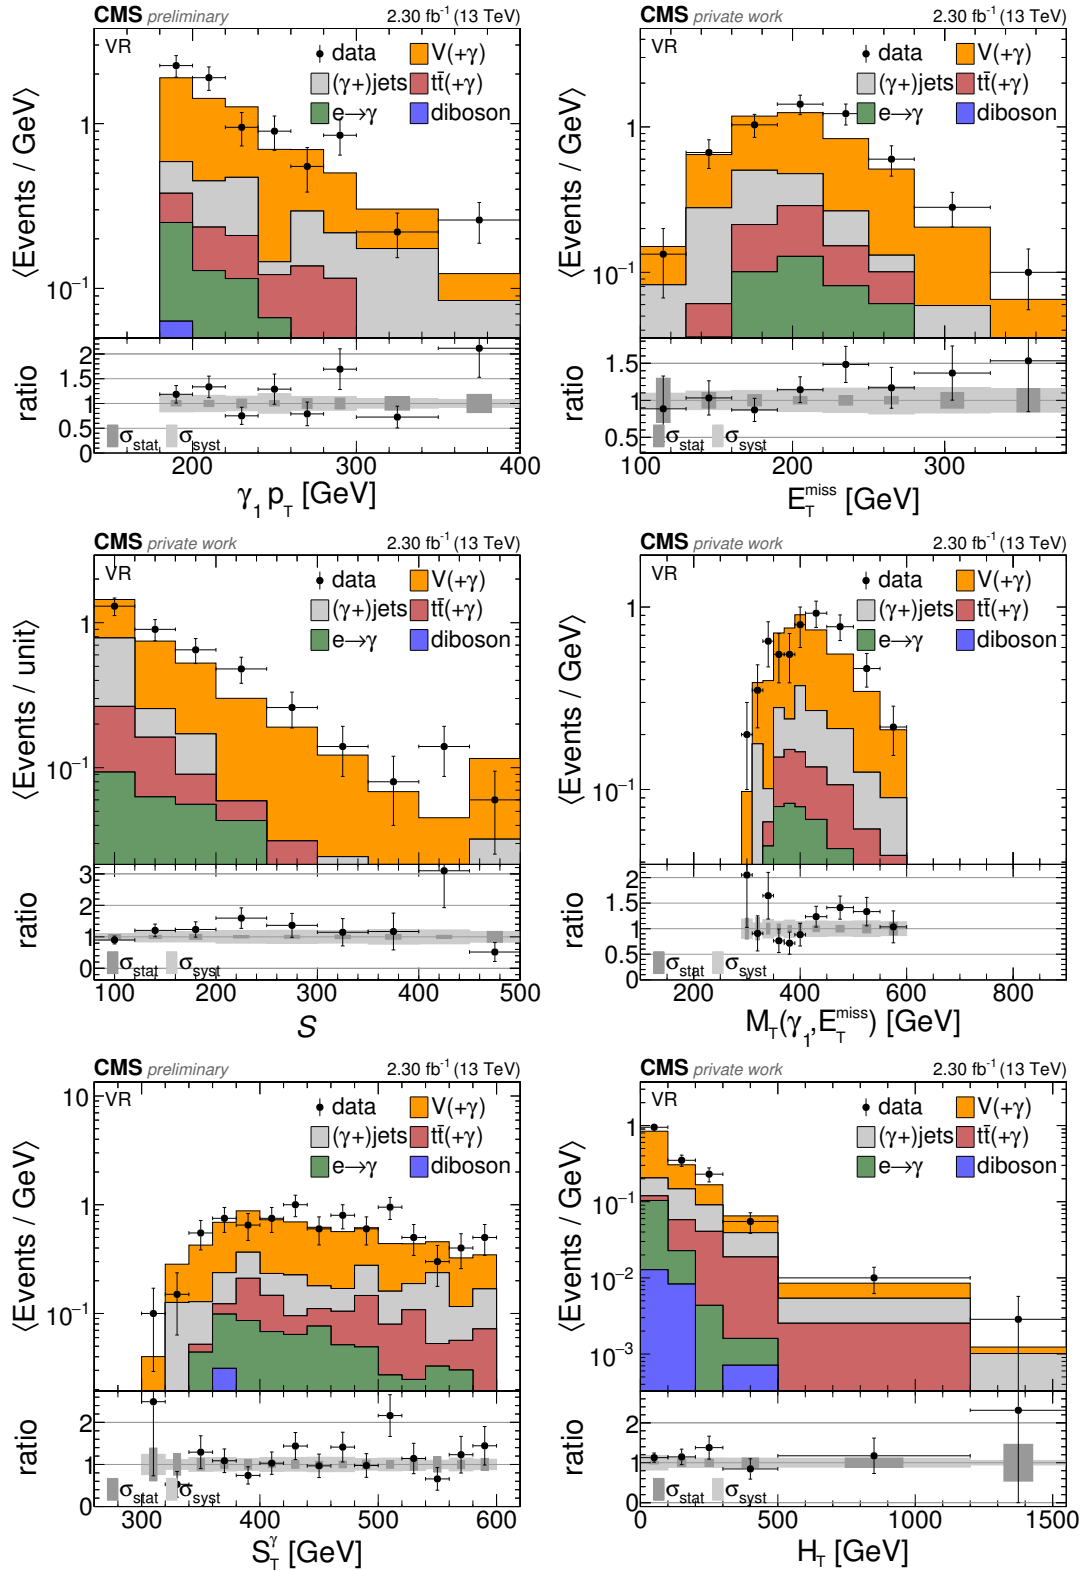 CMS preliminary 2.30 fb⁻¹ (13 TeV)
VR
data V(+γ)
(γ+)jets tt̄(+γ)
e→γ diboson
⟨Events / GeV⟩
1
10⁻¹
ratio
2
1.5
1
0.5
0
σstat σsyst
200 300 400
γ₁ pT [GeV]
CMS private work 2.30 fb⁻¹ (13 TeV)
VR
data V(+γ)
(γ+)jets tt̄(+γ)
e→γ diboson
⟨Events / GeV⟩
1
10⁻¹
ratio
1.5
1
0.5
σstat σsyst
100 200 300
ETmiss [GeV]
CMS private work 2.30 fb⁻¹ (13 TeV)
VR
data V(+γ)
(γ+)jets tt̄(+γ)
e→γ diboson
⟨Events / unit⟩
1
10⁻¹
ratio
3
2
1
0
σstat σsyst
100 200 300 400 500
S
CMS private work 2.30 fb⁻¹ (13 TeV)
VR
data V(+γ)
(γ+)jets tt̄(+γ)
e→γ diboson
⟨Events / GeV⟩
1
10⁻¹
ratio
2
1.5
1
0.5
0
σstat σsyst
200 400 600 800
MT(γ₁,ETmiss) [GeV]
CMS preliminary 2.30 fb⁻¹ (13 TeV)
VR
data V(+γ)
(γ+)jets tt̄(+γ)
e→γ diboson
⟨Events / GeV⟩
10
1
10⁻¹
ratio
2
1
0
σstat σsyst
300 400 500 600
STγ [GeV]
CMS private work 2.30 fb⁻¹ (13 TeV)
VR
data V(+γ)
(γ+)jets tt̄(+γ)
e→γ diboson
⟨Events / GeV⟩
1
10⁻¹
10⁻²
10⁻³
ratio
2
1
0
σstat σsyst
0 500 1000 1500
HT [GeV]